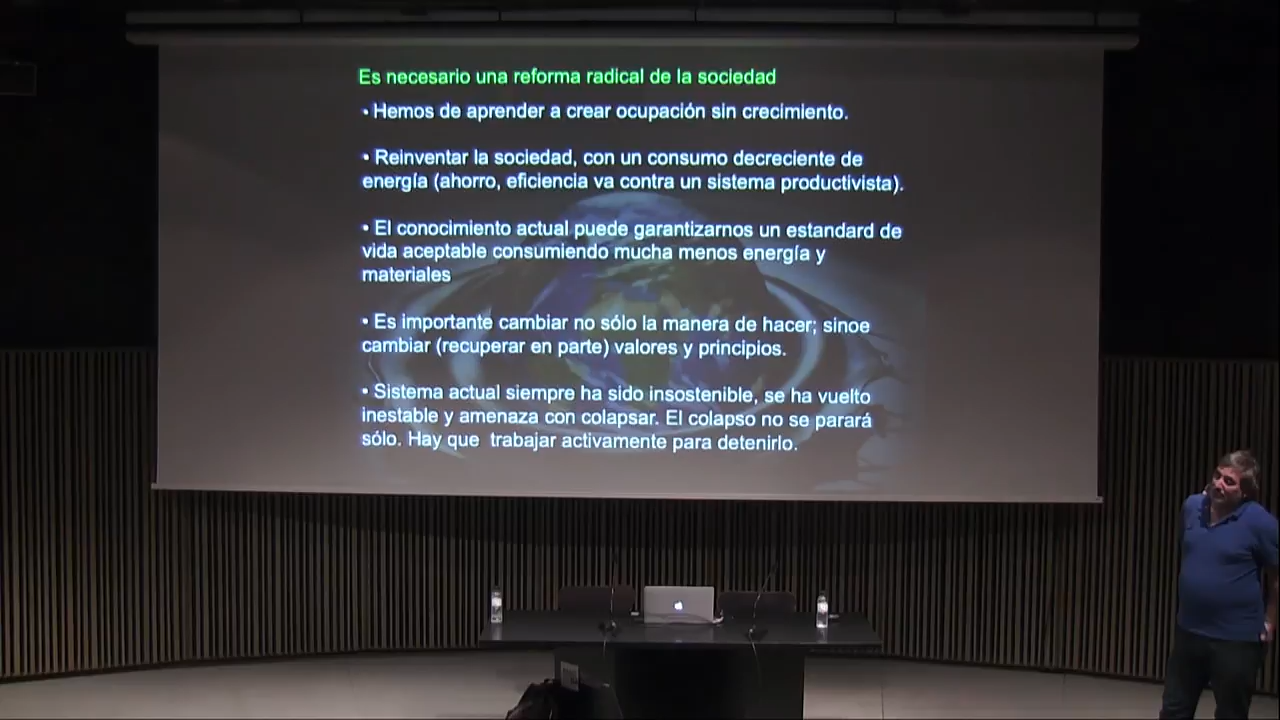 Es necesario una reforma radical de la sociedad
• Hemos de aprender a crear ocupación sin crecimiento.
• Reinventar la sociedad, con un consumo decreciente de
energía (ahorro, eficiencia va contra un sistema productivista).
• El conocimiento actual puede garantizarnos un estandard de
vida aceptable consumiendo mucha menos energía y
materiales
• Es importante cambiar no sólo la manera de hacer; sinoe
cambiar (recuperar en parte) valores y principios.
• Sistema actual siempre ha sido insostenible, se ha vuelto
inestable y amenaza con colapsar. El colapso no se parará
sólo. Hay que  trabajar activamente para detenirlo.